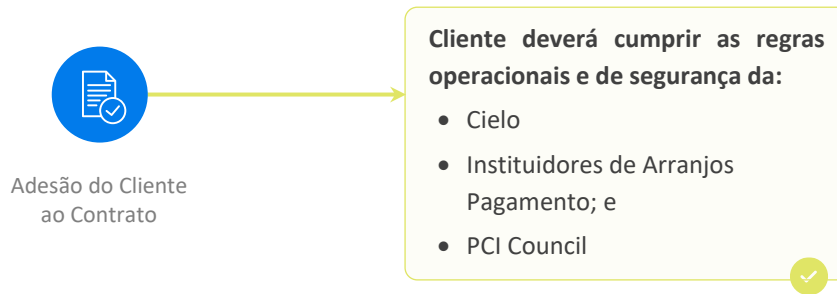 Cliente deverá cumprir as regras
operacionais e de segurança da:
• Cielo
• Instituidores de Arranjos
Pagamento; e
• PCI Council
Adesão do Cliente
ao Contrato